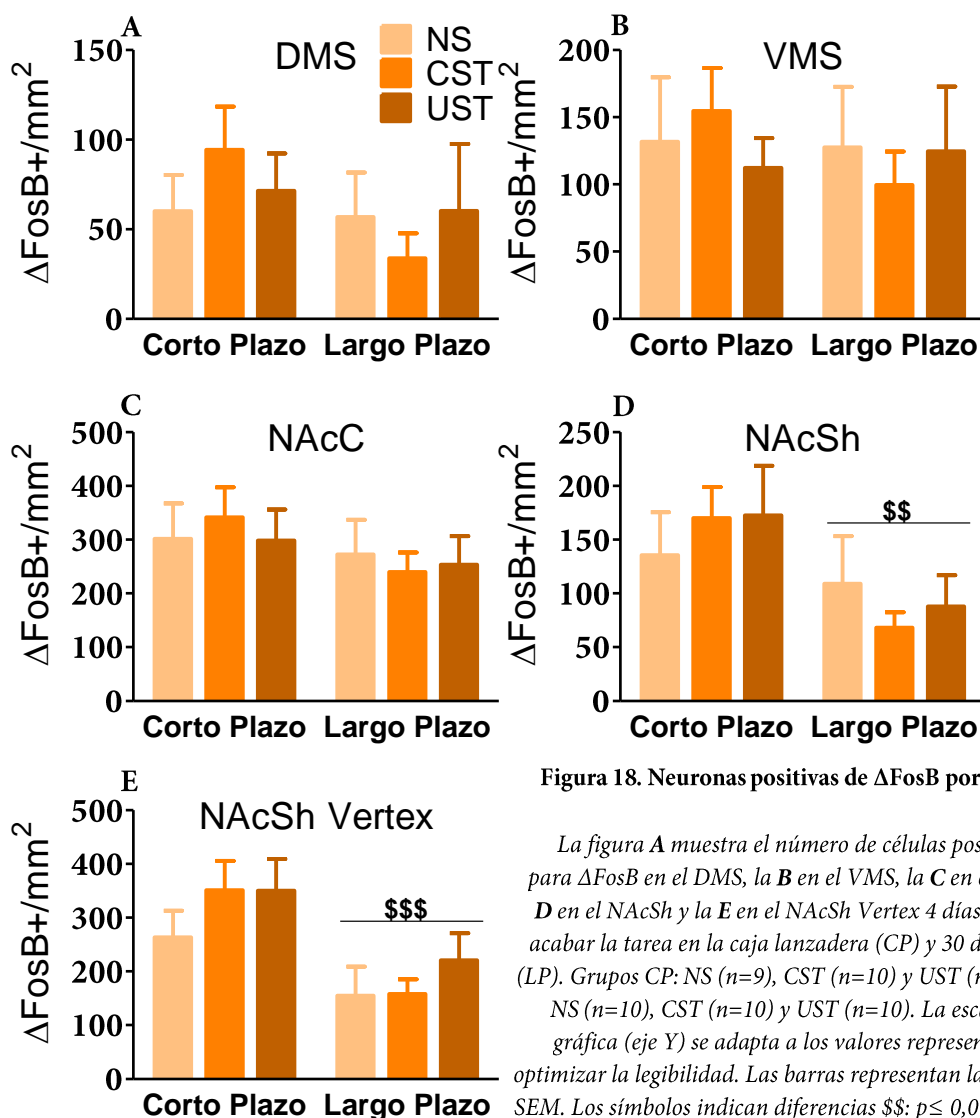 A
DMS
NS
CST
UST
ΔFosB+/mm²
150
100
50
0
Corto Plazo Largo Plazo
B
VMS
ΔFosB+/mm²
200
150
100
50
0
Corto Plazo Largo Plazo
C
NAcC
ΔFosB+/mm²
500
400
300
200
100
0
Corto Plazo Largo Plazo
D
NAcSh
ΔFosB+/mm²
250
200
150
100
50
0
$$
Corto Plazo Largo Plazo
E
NAcSh Vertex
ΔFosB+/mm²
500
400
300
200
100
0
$$$
Corto Plazo Largo Plazo
Figura 18. Neuronas positivas de ΔFosB por
La figura A muestra el número de células pos
para ΔFosB en el DMS, la B en el VMS, la C en
D en el NAcSh y la E en el NAcSh Vertex 4 días
acabar la tarea en la caja lanzadera (CP) y 30 d
(LP). Grupos CP: NS (n=9), CST (n=10) y UST (n
NS (n=10), CST (n=10) y UST (n=10). La esc
gráfica (eje Y) se adapta a los valores represen
optimizar la legibilidad. Las barras representan la
SEM. Los símbolos indican diferencias $$: p≤ 0,0